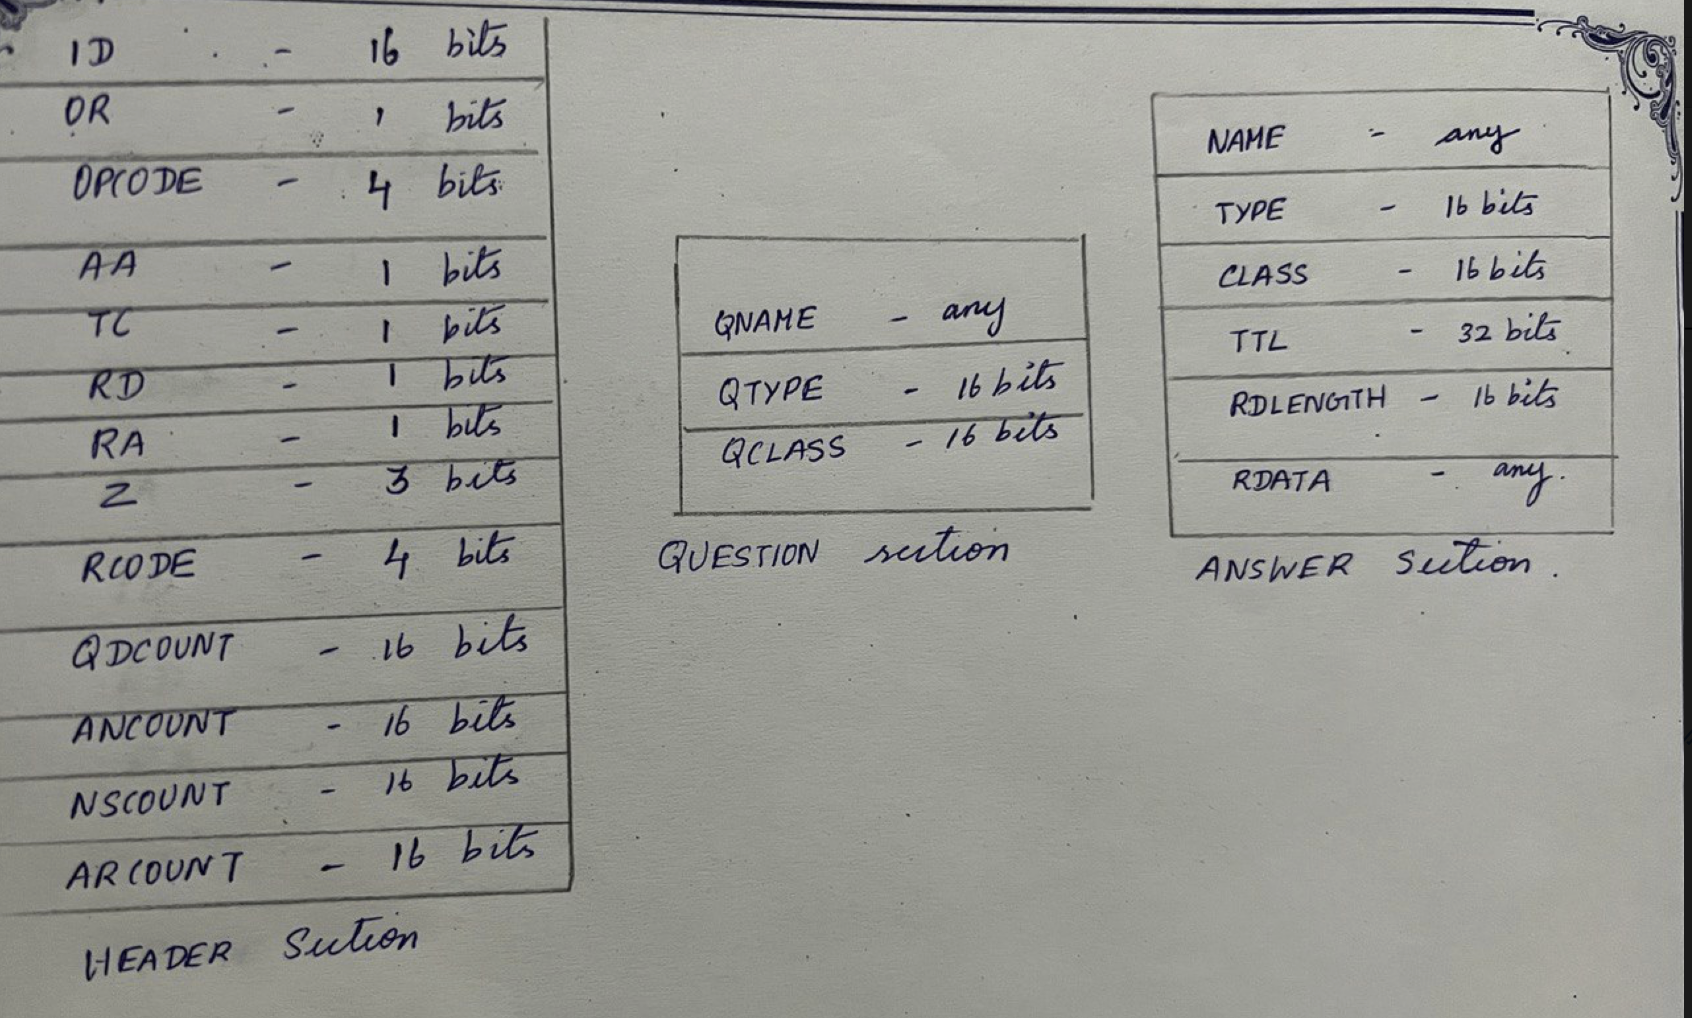 ID - 16 bits
OR - 1 bits
OPCODE - 4 bits
AA - 1 bits
TC - 1 bits
RD - 1 bits
RA - 1 bits
Z - 3 bits
RCODE - 4 bits
QDCOUNT - 16 bits
ANCOUNT - 16 bits
NSCOUNT - 16 bits
ARCOUNT - 16 bits
HEADER Section
QNAME - any
QTYPE - 16 bits
QCLASS - 16 bits
QUESTION section
NAME - any
TYPE - 16 bits
CLASS - 16 bits
TTL - 32 bits
RDLENGTH - 16 bits
RDATA - any.
ANSWER Section.